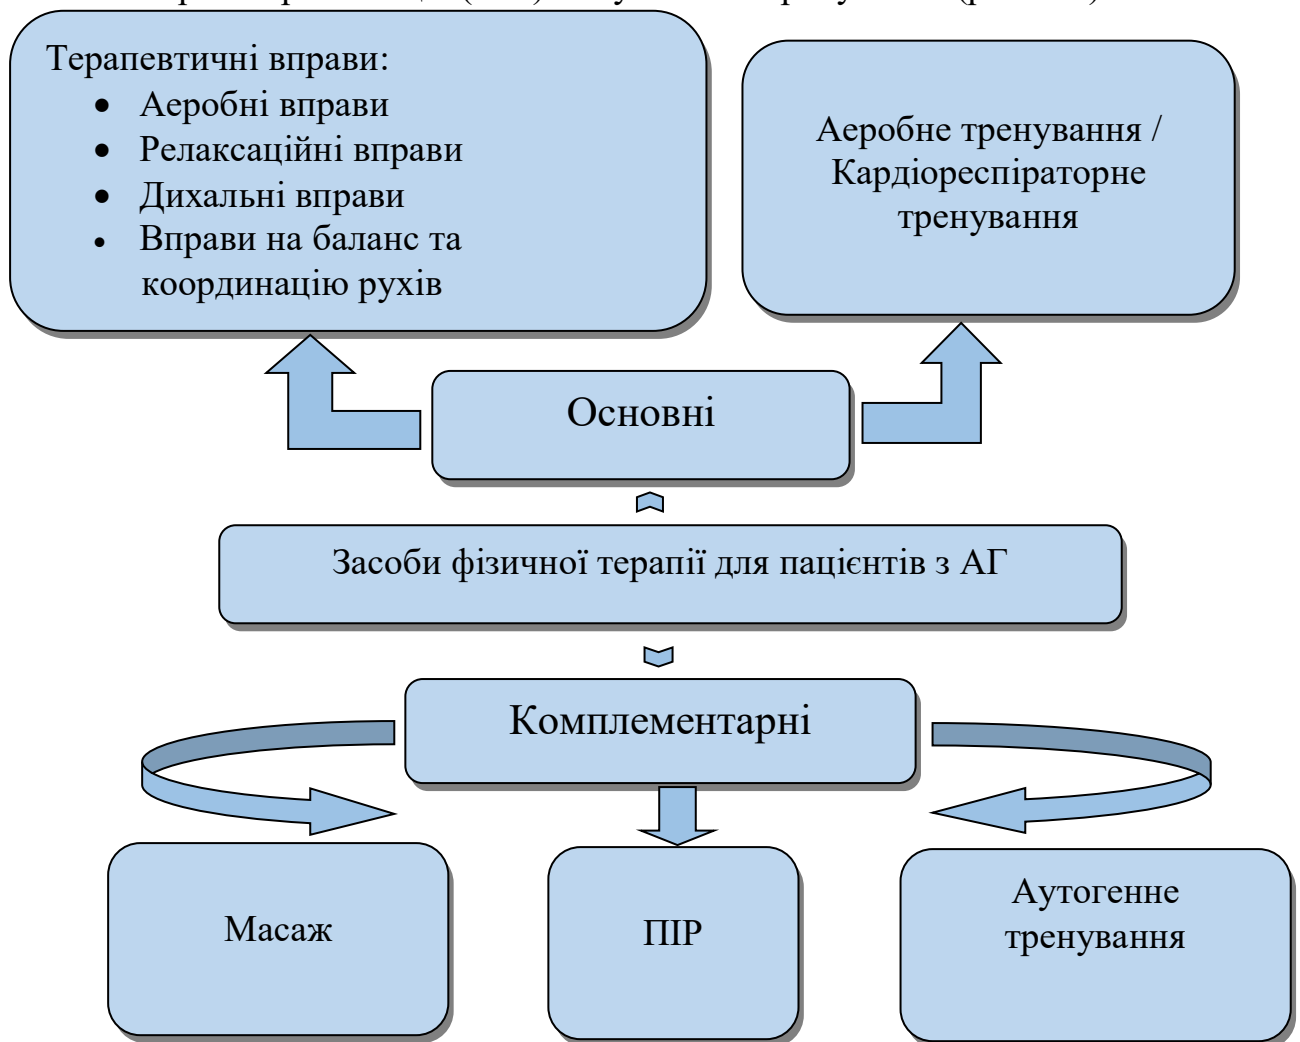 Терапевтичні вправи:
• Аеробні вправи
• Релаксаційні вправи
• Дихальні вправи
• Вправи на баланс та
координацію рухів
Аеробне тренування /
Кардіореспіраторне
тренування
Основні
Засоби фізичної терапії для пацієнтів з АГ
Комплементарні
Масаж
ПІР
Аутогенне
тренування